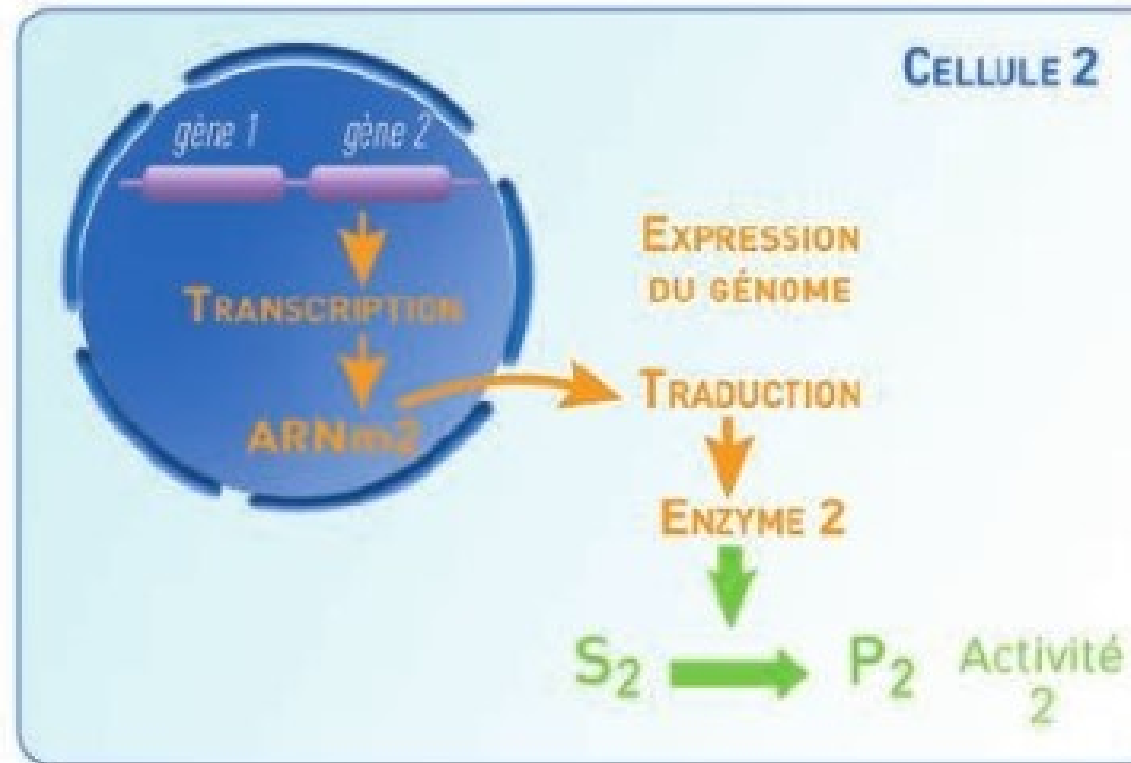 CELLULE 2
gène 1
gène 2
TRANSCRIPTION
ARNm2
EXPRESSION
DU GÉNOME
TRADUCTION
ENZYME 2
S₂
P₂
Activité
2